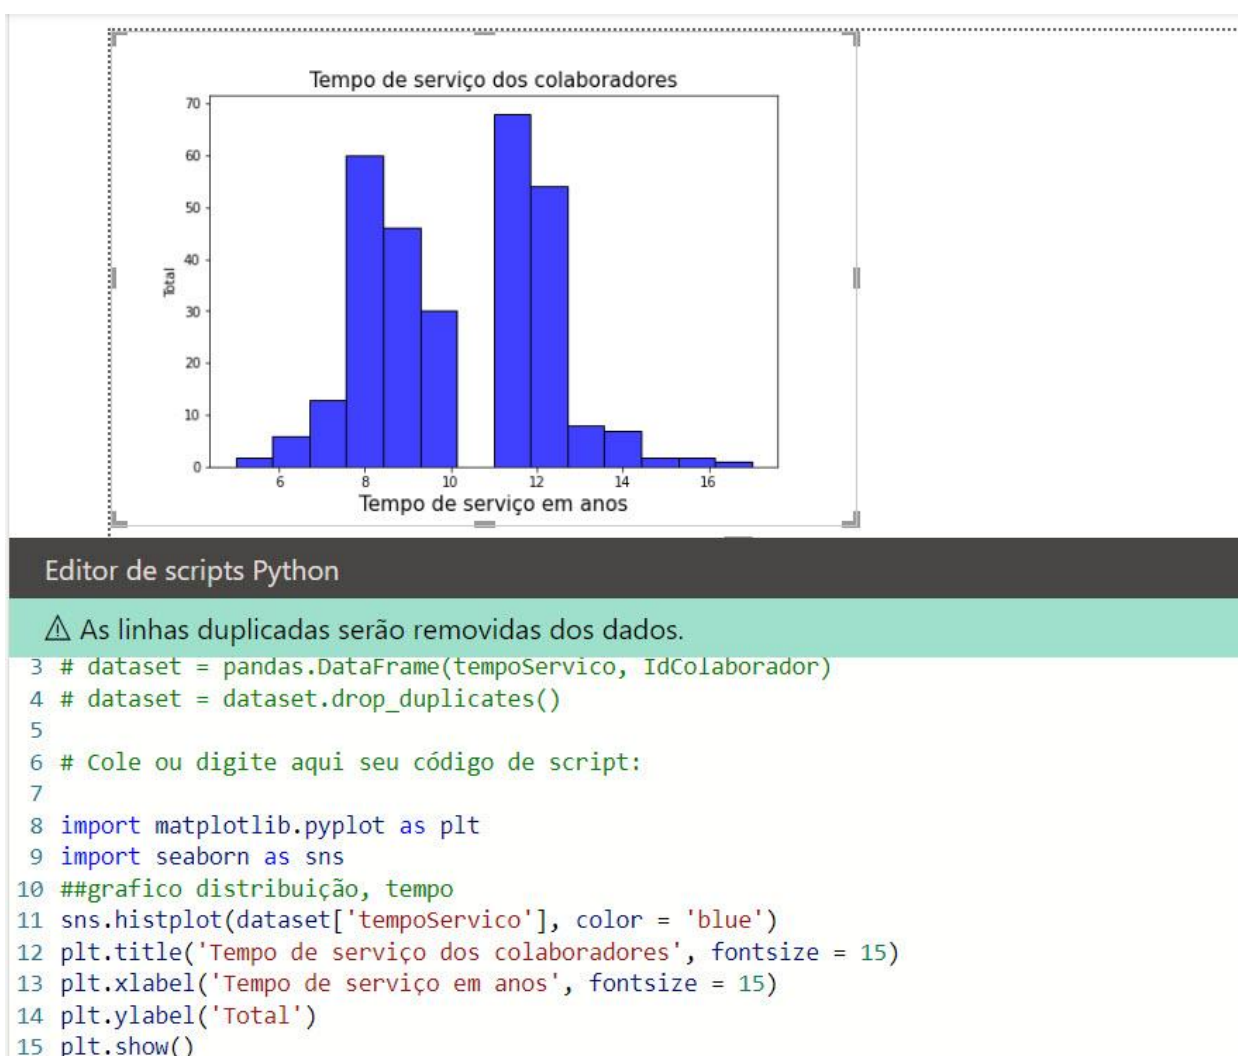 Tempo de serviço dos colaboradores
70
60
50
40
30
20
10
0
Total
6 8 10 12 14 16
Tempo de serviço em anos
Editor de scripts Python
⚠ As linhas duplicadas serão removidas dos dados.
3 # dataset = pandas.DataFrame(tempoServico, IdColaborador)
4 # dataset = dataset.drop_duplicates()
5
6 # Cole ou digite aqui seu código de script:
7
8 import matplotlib.pyplot as plt
9 import seaborn as sns
10 ##grafico distribuição, tempo
11 sns.histplot(dataset['tempoServico'], color = 'blue')
12 plt.title('Tempo de serviço dos colaboradores', fontsize = 15)
13 plt.xlabel('Tempo de serviço em anos', fontsize = 15)
14 plt.ylabel('Total')
15 plt.show()